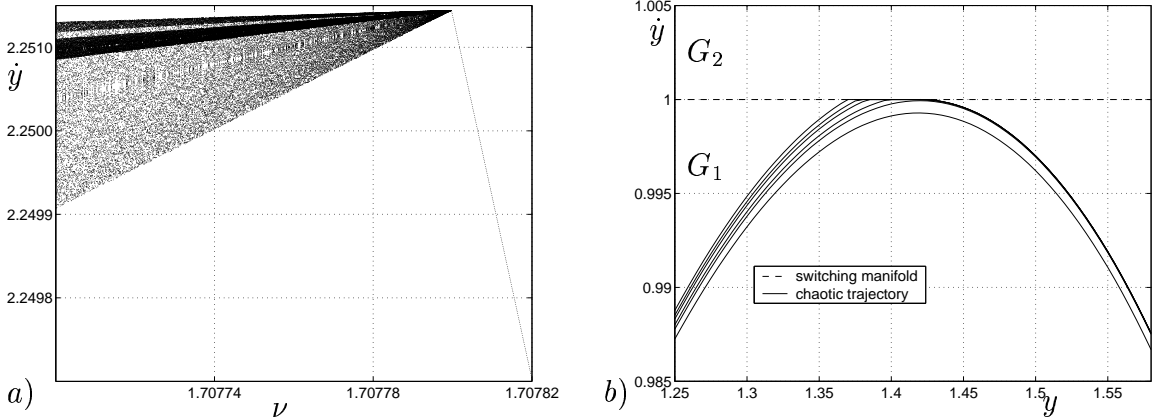 2.2510
ẏ
2.2500
2.2499
2.2498
1.70774
1.70778
1.70782
a)
ν
1.005
ẏ
G₂
1
G₁
0.995
0.99
switching manifold
chaotic trajectory
0.985
1.25
1.3
1.35
1.4
1.45
1.5
1.55
b)
y